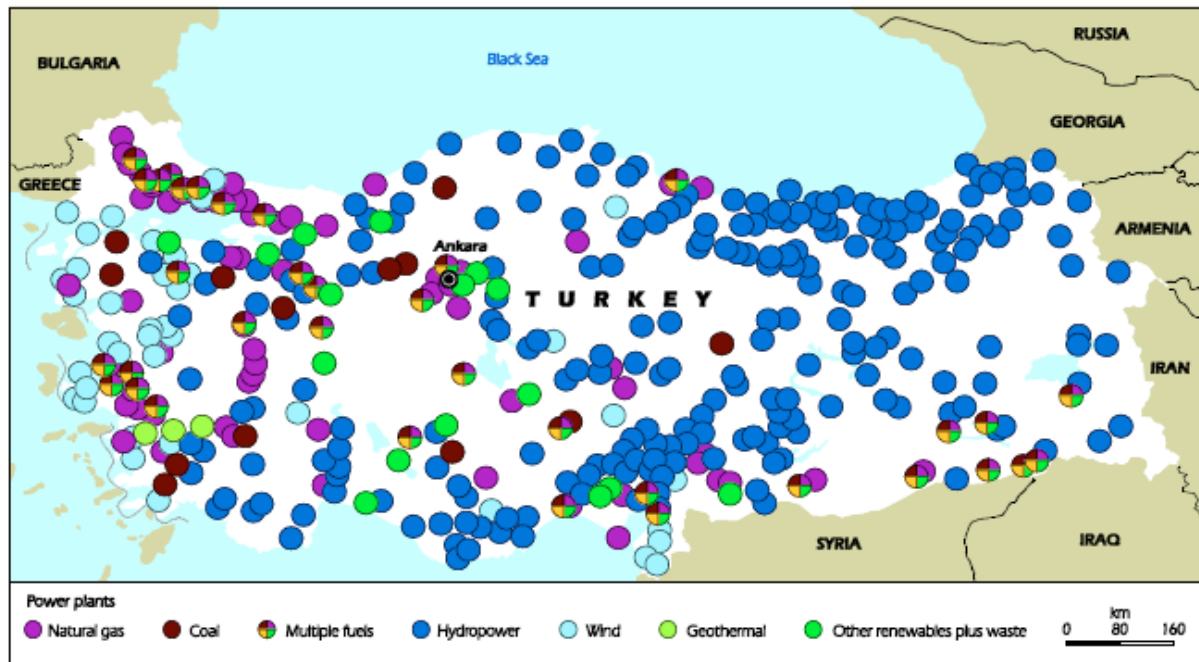 RUSSIA
BULGARIA
Black Sea
GEORGIA
GREECE
ARMENIA
Ankara
TURKEY
IRAN
SYRIA
IRAQ
Power plants
Natural gas
Coal
Multiple fuels
Hydropower
Wind
Geothermal
Other renewables plus waste
km
0 80 160